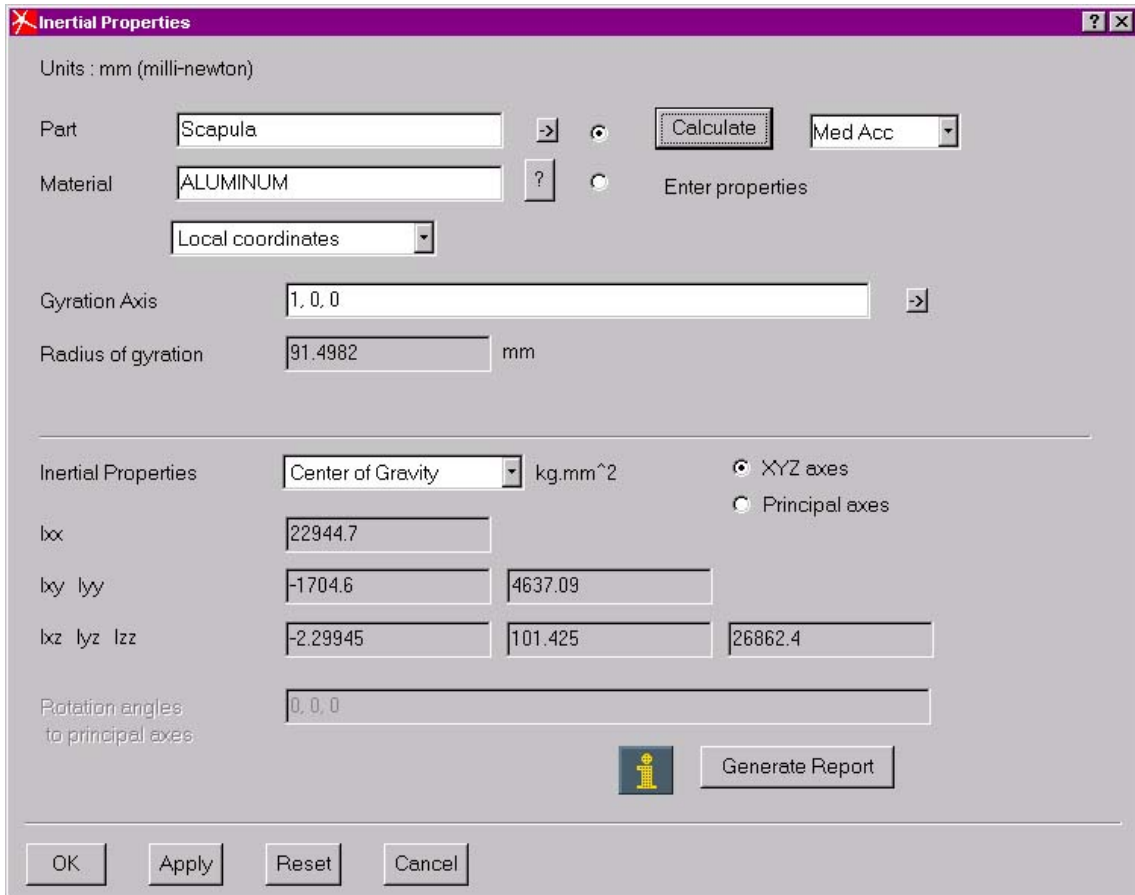 Inertial Properties ? ×
Units : mm (milli-newton)
Part Scapula -> Calculate Med Acc
Material ALUMINUM ? Enter properties
Local coordinates
Gyration Axis 1, 0, 0 ->
Radius of gyration 91.4982 mm
Inertial Properties Center of Gravity kg.mm^2 XYZ axes
Principal axes
Ixx 22944.7
Ixy Iyy -1704.6 4637.09
Ixz Iyz Izz -2.29945 101.425 26862.4
Rotation angles 0, 0, 0
to principal axes
i Generate Report
OK Apply Reset Cancel